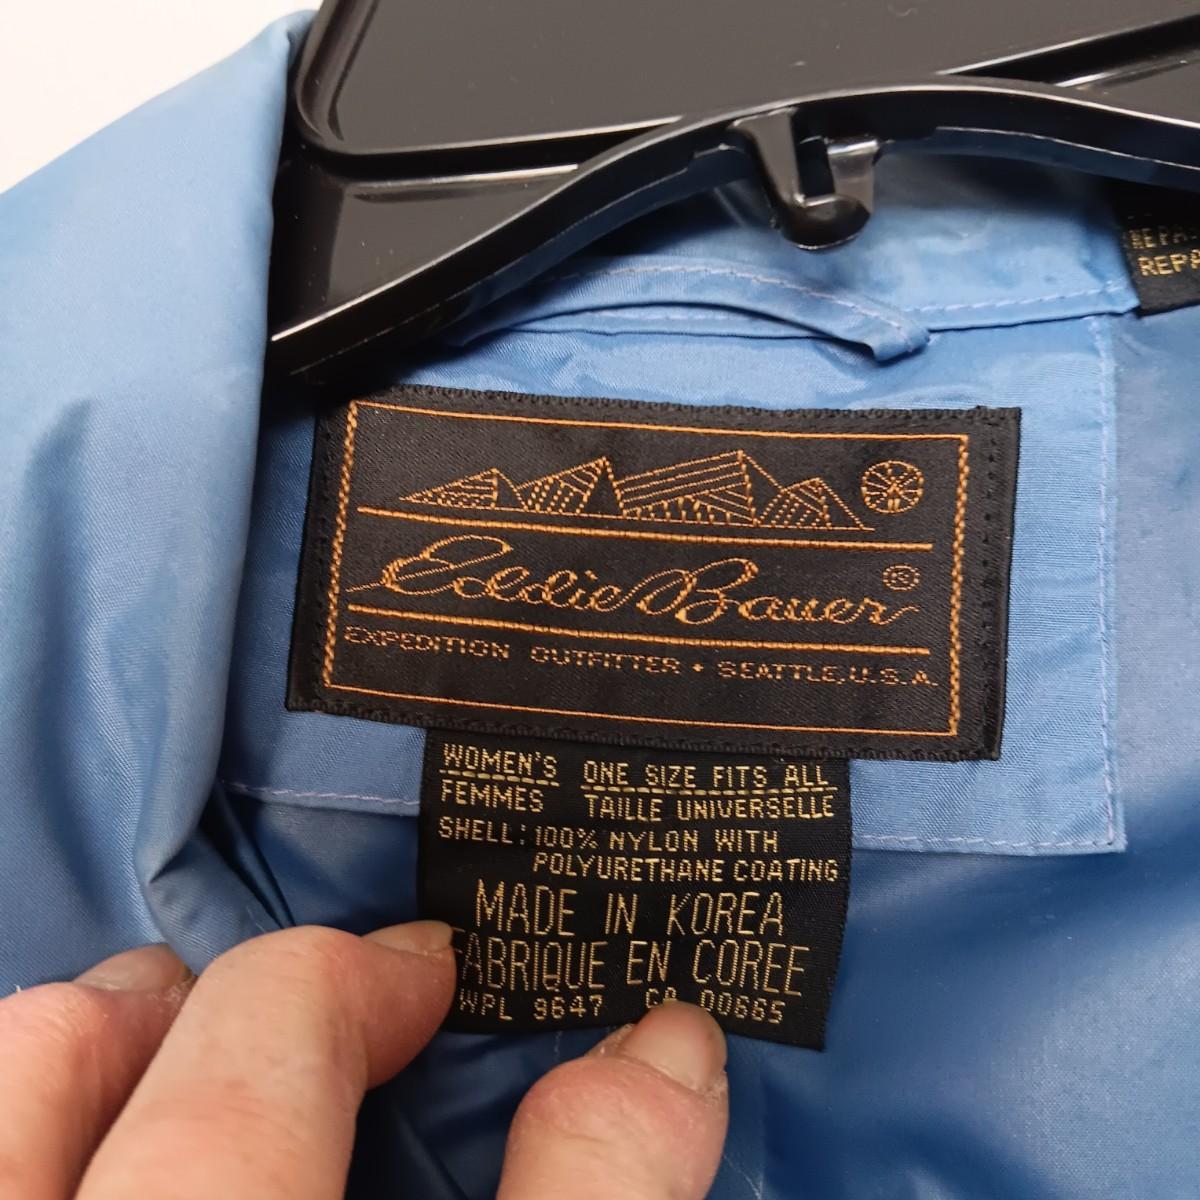 Eddie Bauer ®
EXPEDITION OUTFITTER • SEATTLE, U.S.A.
WOMEN'S ONE SIZE FITS ALL
FEMMES TAILLE UNIVERSELLE
SHELL: 100% NYLON WITH
POLYURETHANE COATING
MADE IN KOREA
FABRIQUE EN COREE
WPL 9647 CA 00665
REPA